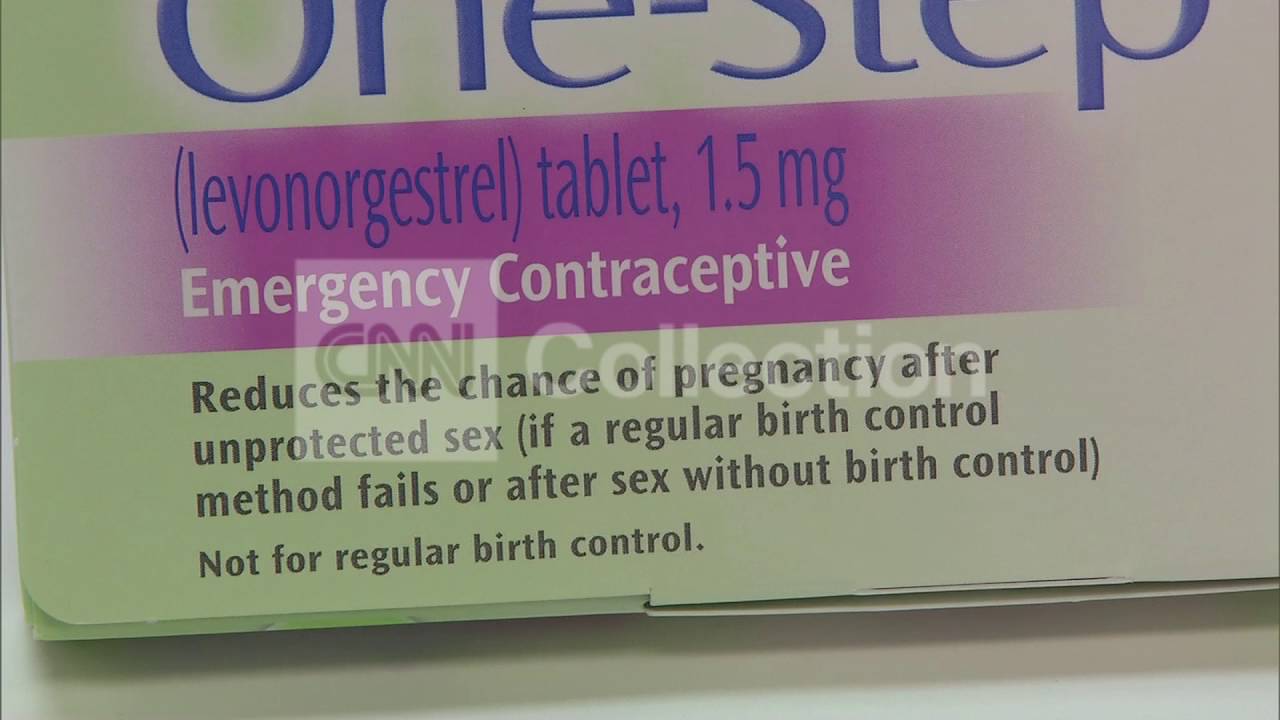 One-Step
(levonorgestrel) tablet, 1.5 mg
Emergency Contraceptive
CNN Collection
Reduces the chance of pregnancy after
unprotected sex (if a regular birth control
method fails or after sex without birth control)
Not for regular birth control.